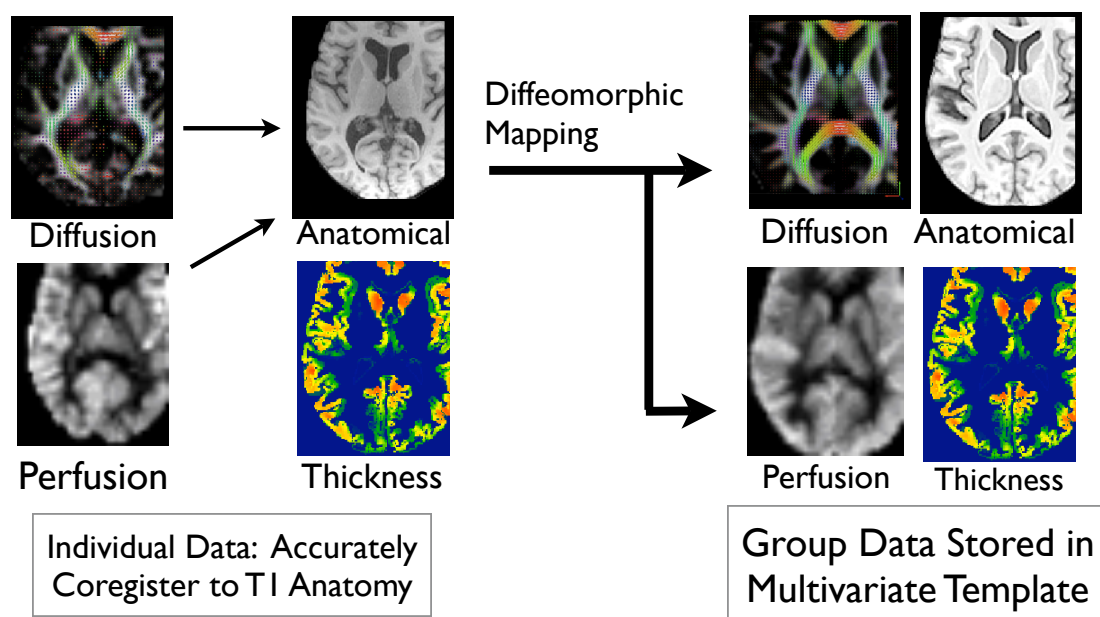 Diffusion
Anatomical
Perfusion
Thickness
Individual Data: Accurately
Coregister to T1 Anatomy
Diffeomorphic
Mapping
Diffusion
Anatomical
Perfusion
Thickness
Group Data Stored in
Multivariate Template